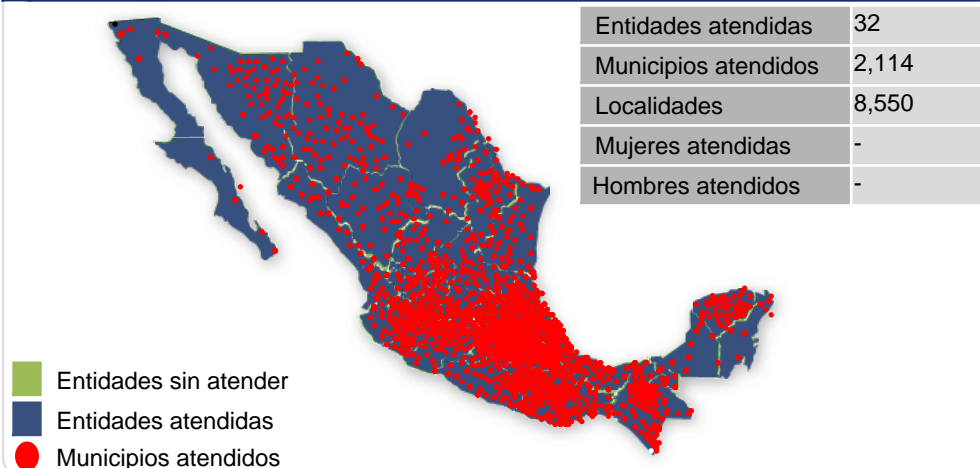 Entidades atendidas 32
Municipios atendidos 2,114
Localidades 8,550
Mujeres atendidas -
Hombres atendidos -
Entidades sin atender
Entidades atendidas
Municipios atendidos